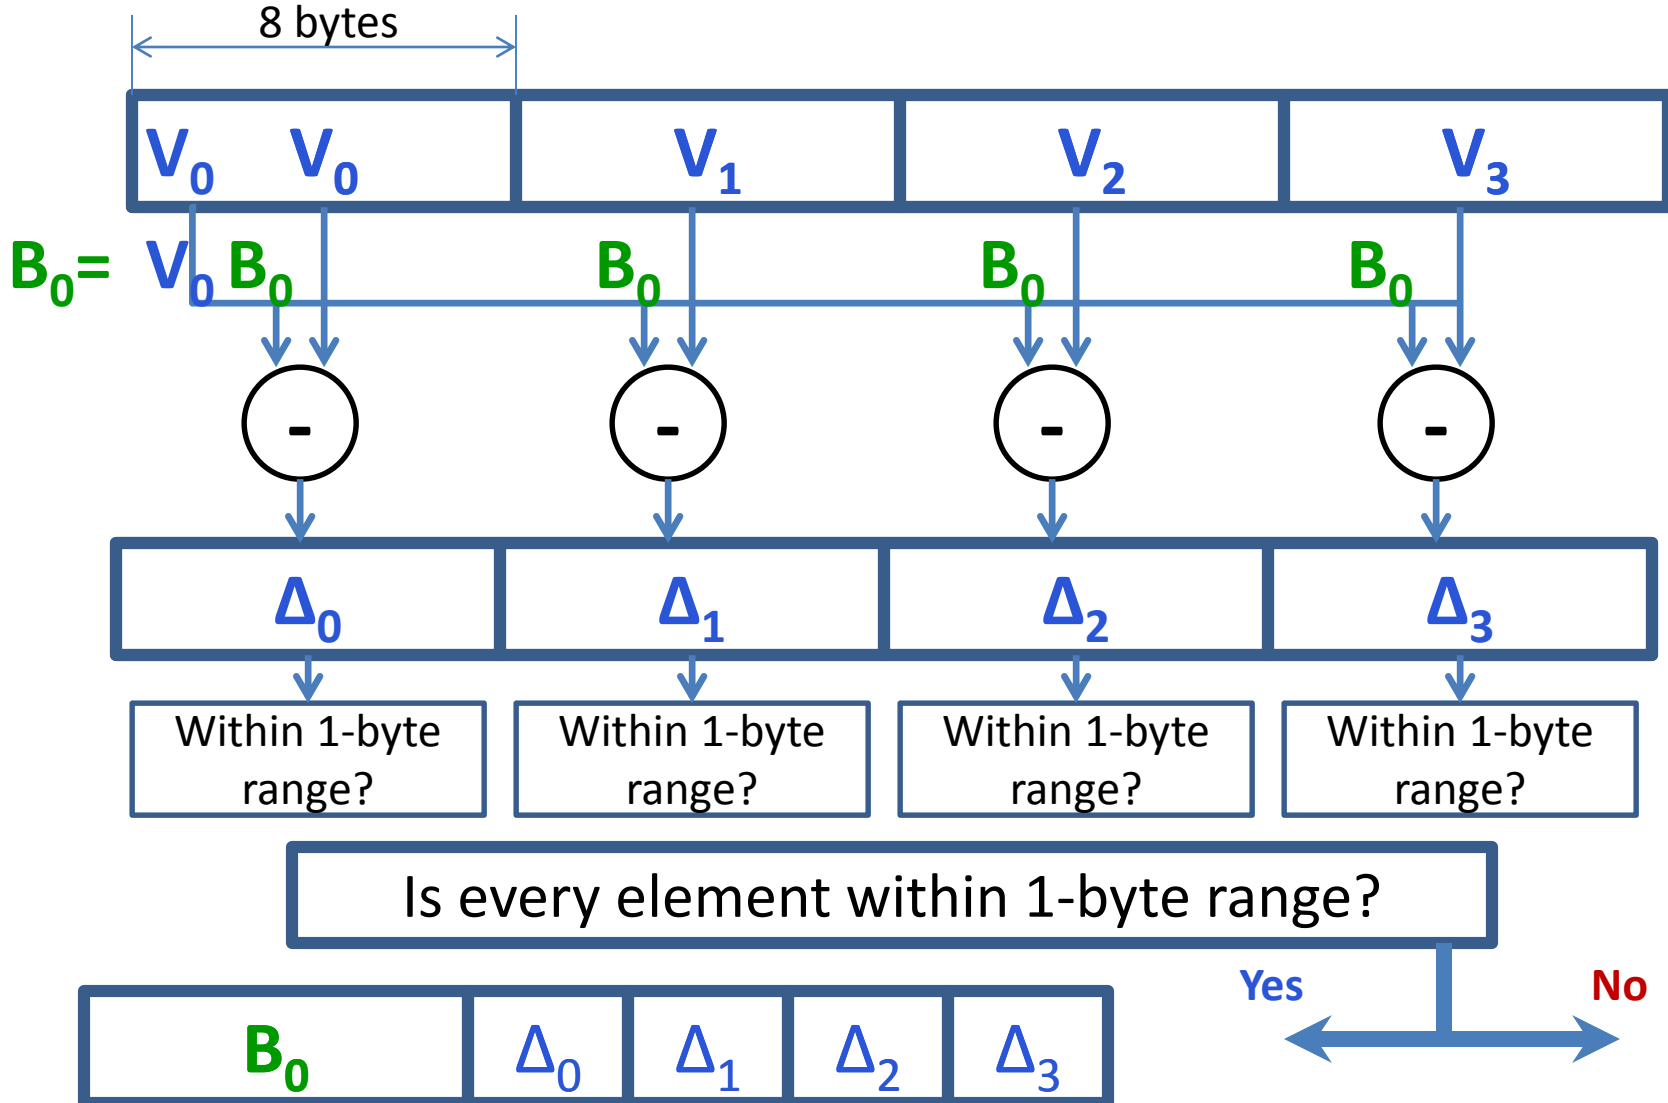 8 bytes
V₀ V₀ V₁ V₂ V₃
B₀= V₀ B₀ B₀ B₀ B₀
- - - -
Δ₀ Δ₁ Δ₂ Δ₃
Within 1-byte Within 1-byte Within 1-byte Within 1-byte
range? range? range? range?
Is every element within 1-byte range?
Yes No
B₀ Δ₀ Δ₁ Δ₂ Δ₃